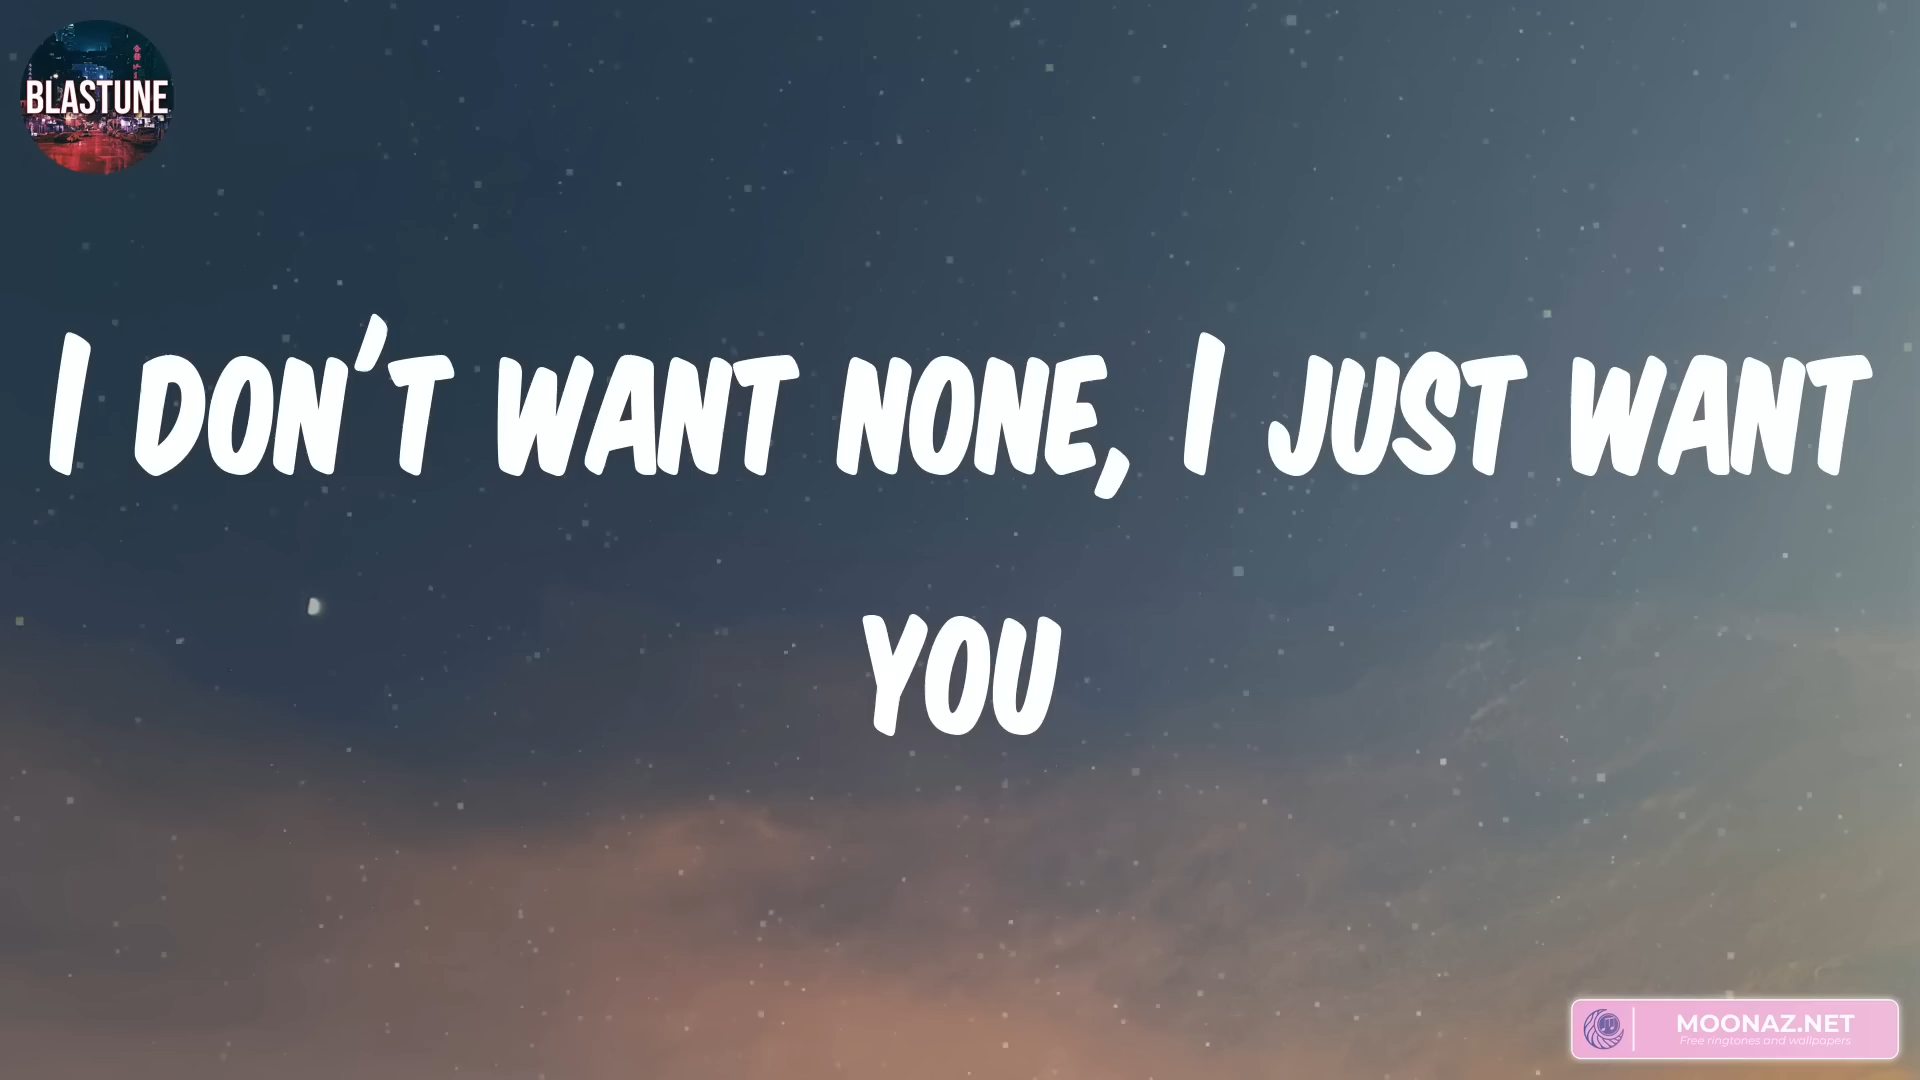 BLASTUNE
I DON'T WANT NONE, I JUST WANT
YOU
MOONAZ.NET
Free ringtones and wallpapers